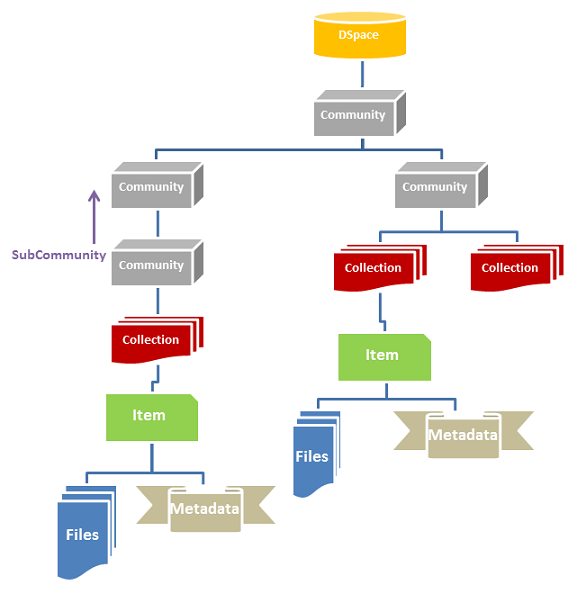 DSpace
Community
Community
Community
SubCommunity
Community
Collection
Collection
Collection
Item
Item
Files
Metadata
Files
Metadata